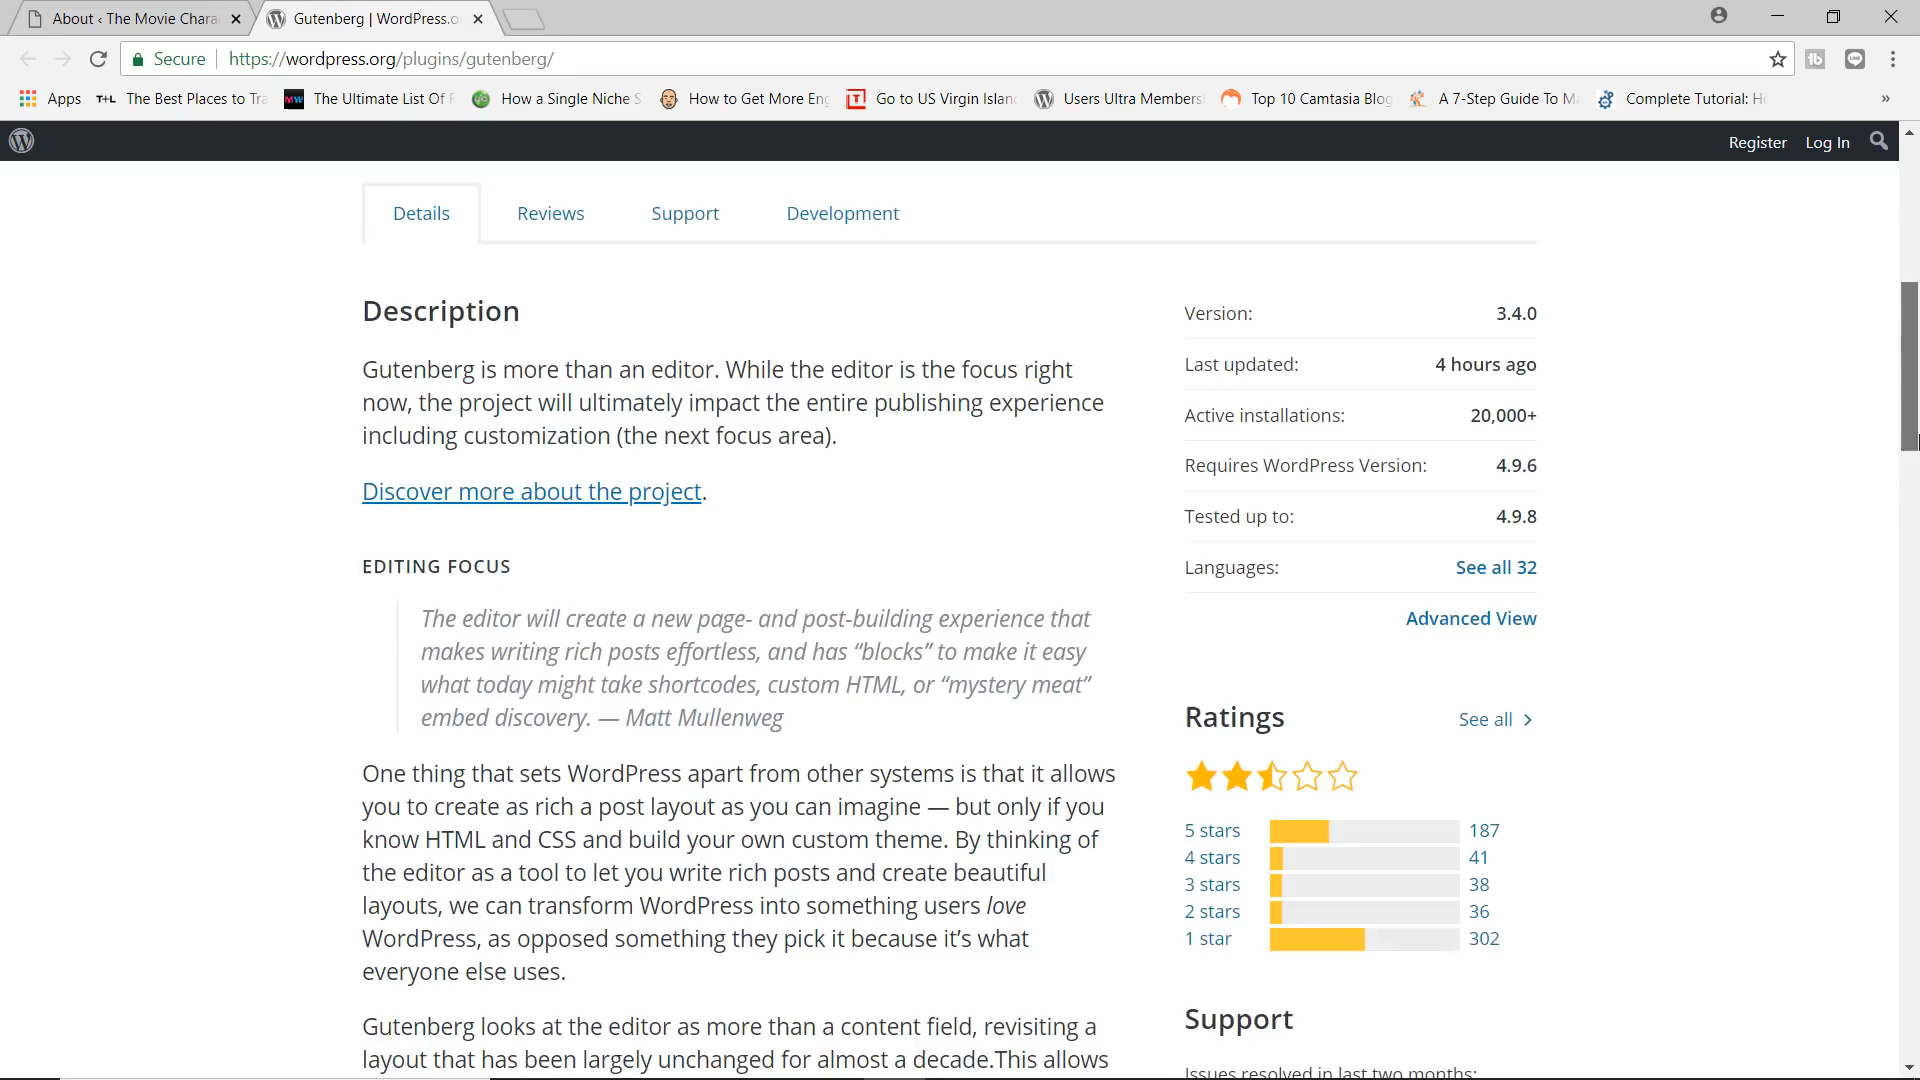 About ‹ The Movie Chara
Gutenberg | WordPress.o
Secure
https://wordpress.org/plugins/gutenberg/
Apps
T+L The Best Places to Tra
MW The Ultimate List Of F
How a Single Niche S
How to Get More Eng
T Go to US Virgin Islan
Users Ultra Members
Top 10 Camtasia Blog
A 7-Step Guide To Ma
Complete Tutorial: Ho
»
Register
Log In
Details
Reviews
Support
Development
Description
Gutenberg is more than an editor. While the editor is the focus right
now, the project will ultimately impact the entire publishing experience
including customization (the next focus area).
Discover more about the project.
EDITING FOCUS
The editor will create a new page- and post-building experience that
makes writing rich posts effortless, and has “blocks” to make it easy
what today might take shortcodes, custom HTML, or “mystery meat”
embed discovery. — Matt Mullenweg
One thing that sets WordPress apart from other systems is that it allows
you to create as rich a post layout as you can imagine — but only if you
know HTML and CSS and build your own custom theme. By thinking of
the editor as a tool to let you write rich posts and create beautiful
layouts, we can transform WordPress into something users love
WordPress, as opposed something they pick it because it’s what
everyone else uses.
Gutenberg looks at the editor as more than a content field, revisiting a
layout that has been largely unchanged for almost a decade.This allows
Version: 3.4.0
Last updated: 4 hours ago
Active installations: 20,000+
Requires WordPress Version: 4.9.6
Tested up to: 4.9.8
Languages: See all 32
Advanced View
Ratings
See all
5 stars 187
4 stars 41
3 stars 38
2 stars 36
1 star 302
Support
Issues resolved in last two months: